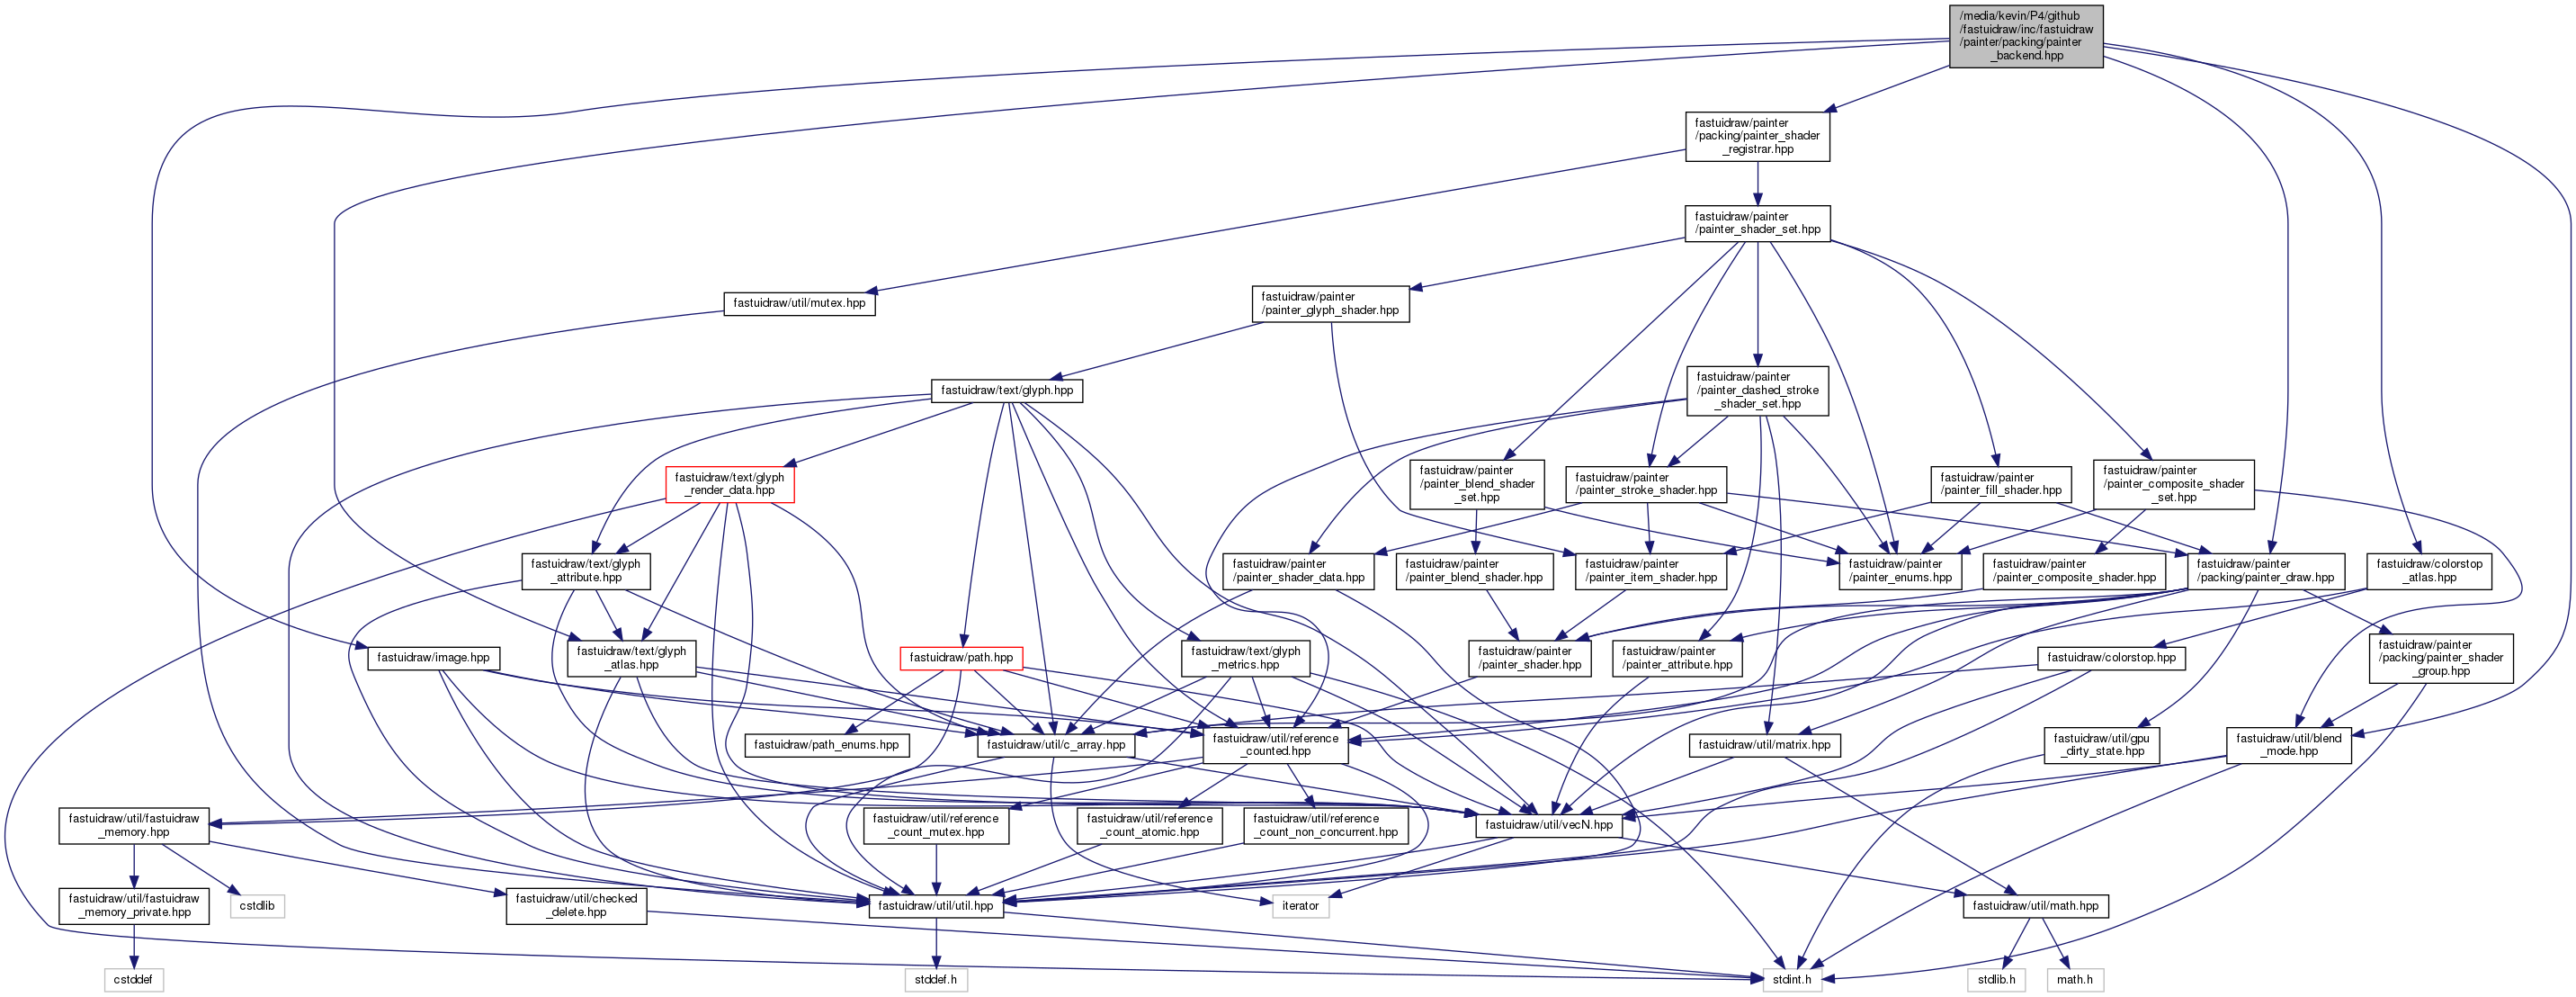 /media/kevin/P4/github
/fastuidraw/inc/fastuidraw
/painter/packing/painter
_backend.hpp
fastuidraw/painter
/packing/painter_shader
_registrar.hpp
fastuidraw/painter
/painter_shader_set.hpp
fastuidraw/util/mutex.hpp
fastuidraw/painter
/painter_glyph_shader.hpp
fastuidraw/text/glyph.hpp
fastuidraw/painter
/painter_dashed_stroke
_shader_set.hpp
fastuidraw/text/glyph
_render_data.hpp
fastuidraw/painter
/painter_blend_shader
_set.hpp
fastuidraw/painter
/painter_stroke_shader.hpp
fastuidraw/painter
/painter_fill_shader.hpp
fastuidraw/painter
/painter_composite_shader
_set.hpp
fastuidraw/text/glyph
_attribute.hpp
fastuidraw/painter
/painter_shader_data.hpp
fastuidraw/painter
/painter_blend_shader.hpp
fastuidraw/painter
/painter_item_shader.hpp
fastuidraw/painter
/painter_enums.hpp
fastuidraw/painter
/painter_composite_shader.hpp
fastuidraw/painter
/packing/painter_draw.hpp
fastuidraw/colorstop
_atlas.hpp
fastuidraw/image.hpp
fastuidraw/text/glyph
_atlas.hpp
fastuidraw/path.hpp
fastuidraw/text/glyph
_metrics.hpp
fastuidraw/painter
/painter_shader.hpp
fastuidraw/painter
/painter_attribute.hpp
fastuidraw/colorstop.hpp
fastuidraw/painter
/packing/painter_shader
_group.hpp
fastuidraw/path_enums.hpp
fastuidraw/util/c_array.hpp
fastuidraw/util/reference
_counted.hpp
fastuidraw/util/matrix.hpp
fastuidraw/util/gpu
_dirty_state.hpp
fastuidraw/util/blend
_mode.hpp
fastuidraw/util/fastuidraw
_memory.hpp
fastuidraw/util/reference
_count_mutex.hpp
fastuidraw/util/reference
_count_atomic.hpp
fastuidraw/util/reference
_count_non_concurrent.hpp
fastuidraw/util/vecN.hpp
fastuidraw/util/fastuidraw
_memory_private.hpp
cstdlib
fastuidraw/util/checked
_delete.hpp
fastuidraw/util/util.hpp
iterator
fastuidraw/util/math.hpp
cstddef
stddef.h
stdint.h
stdlib.h
math.h